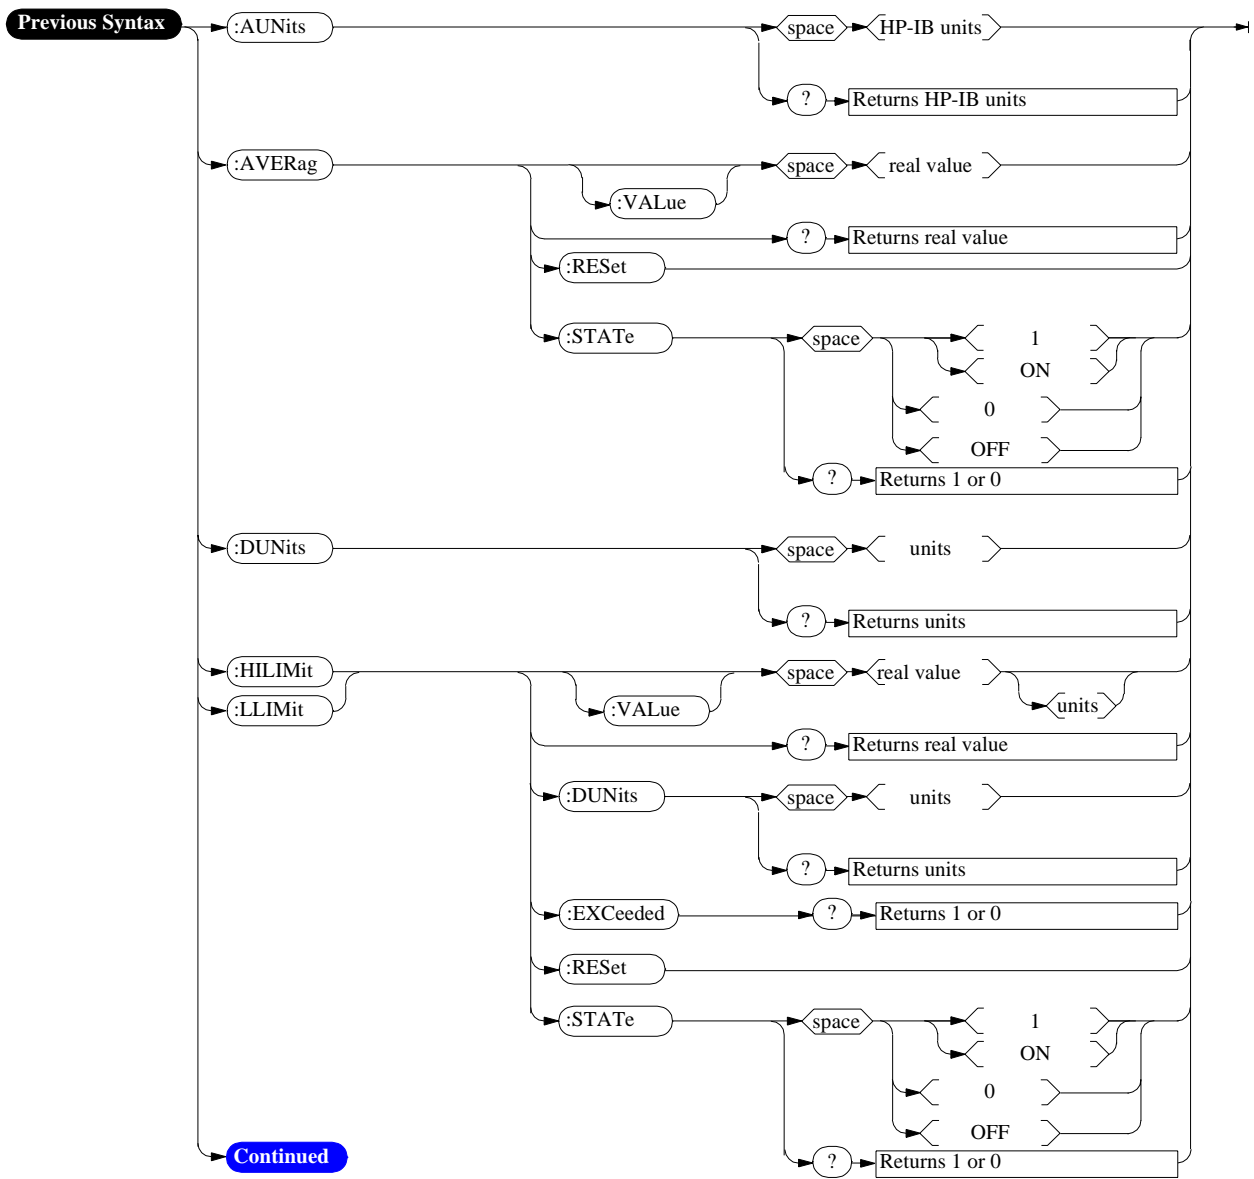 Previous Syntax :AUNits space HP-IB units
? Returns HP-IB units
:AVERag space real value
:VALue
? Returns real value
:RESet
:STATe space 1
ON
0
OFF
? Returns 1 or 0
:DUNits space units
? Returns units
:HILIMit space real value
:LLIMit :VALue units
? Returns real value
:DUNits space units
? Returns units
:EXCeeded ? Returns 1 or 0
:RESet
:STATe space 1
ON
0
OFF
Continued ? Returns 1 or 0